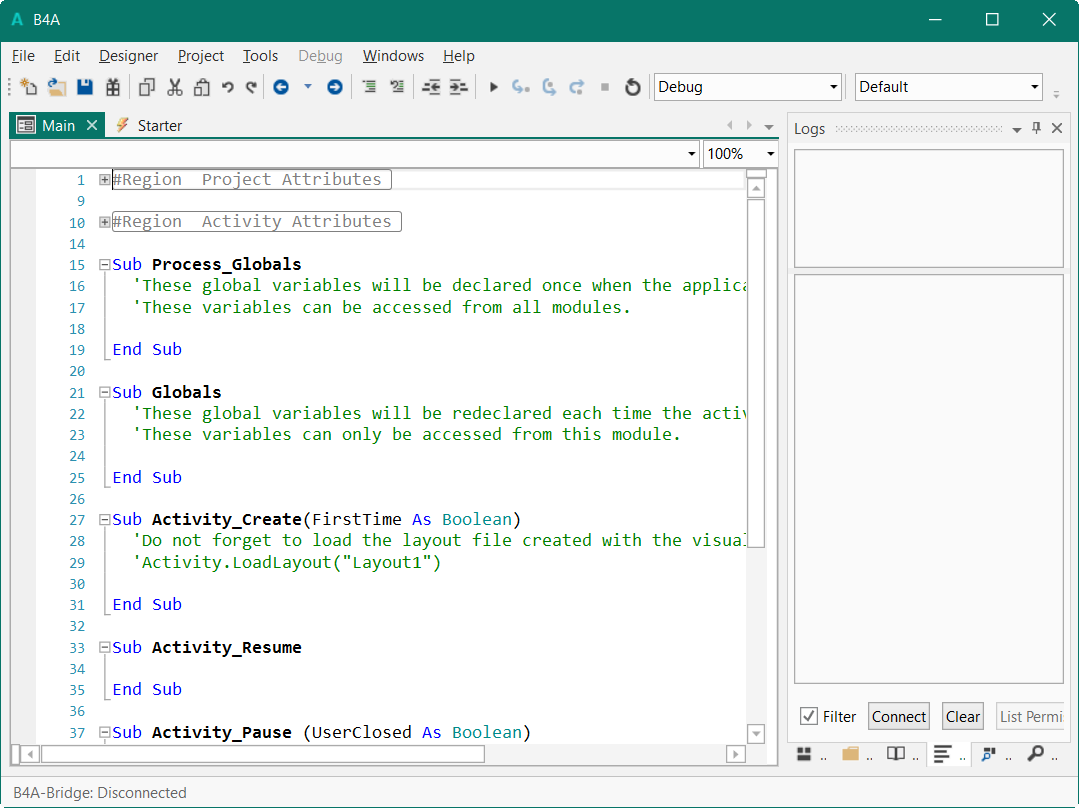 B4A
File Edit Designer Project Tools Debug Windows Help
Debug Default
Main Starter
Logs
100%
1 #Region  Project Attributes
9
10 #Region  Activity Attributes
14
15 Sub Process_Globals
16 'These global variables will be declared once when the applica
17 'These variables can be accessed from all modules.
18
19 End Sub
20
21 Sub Globals
22 'These global variables will be redeclared each time the activ
23 'These variables can only be accessed from this module.
24
25 End Sub
26
27 Sub Activity_Create(FirstTime As Boolean)
28 'Do not forget to load the layout file created with the visual
29 'Activity.LoadLayout("Layout1")
30
31 End Sub
32
33 Sub Activity_Resume
34
35 End Sub
36
37 Sub Activity_Pause (UserClosed As Boolean)
Filter Connect Clear List Permi
.. .. .. .. .. ..
B4A-Bridge: Disconnected